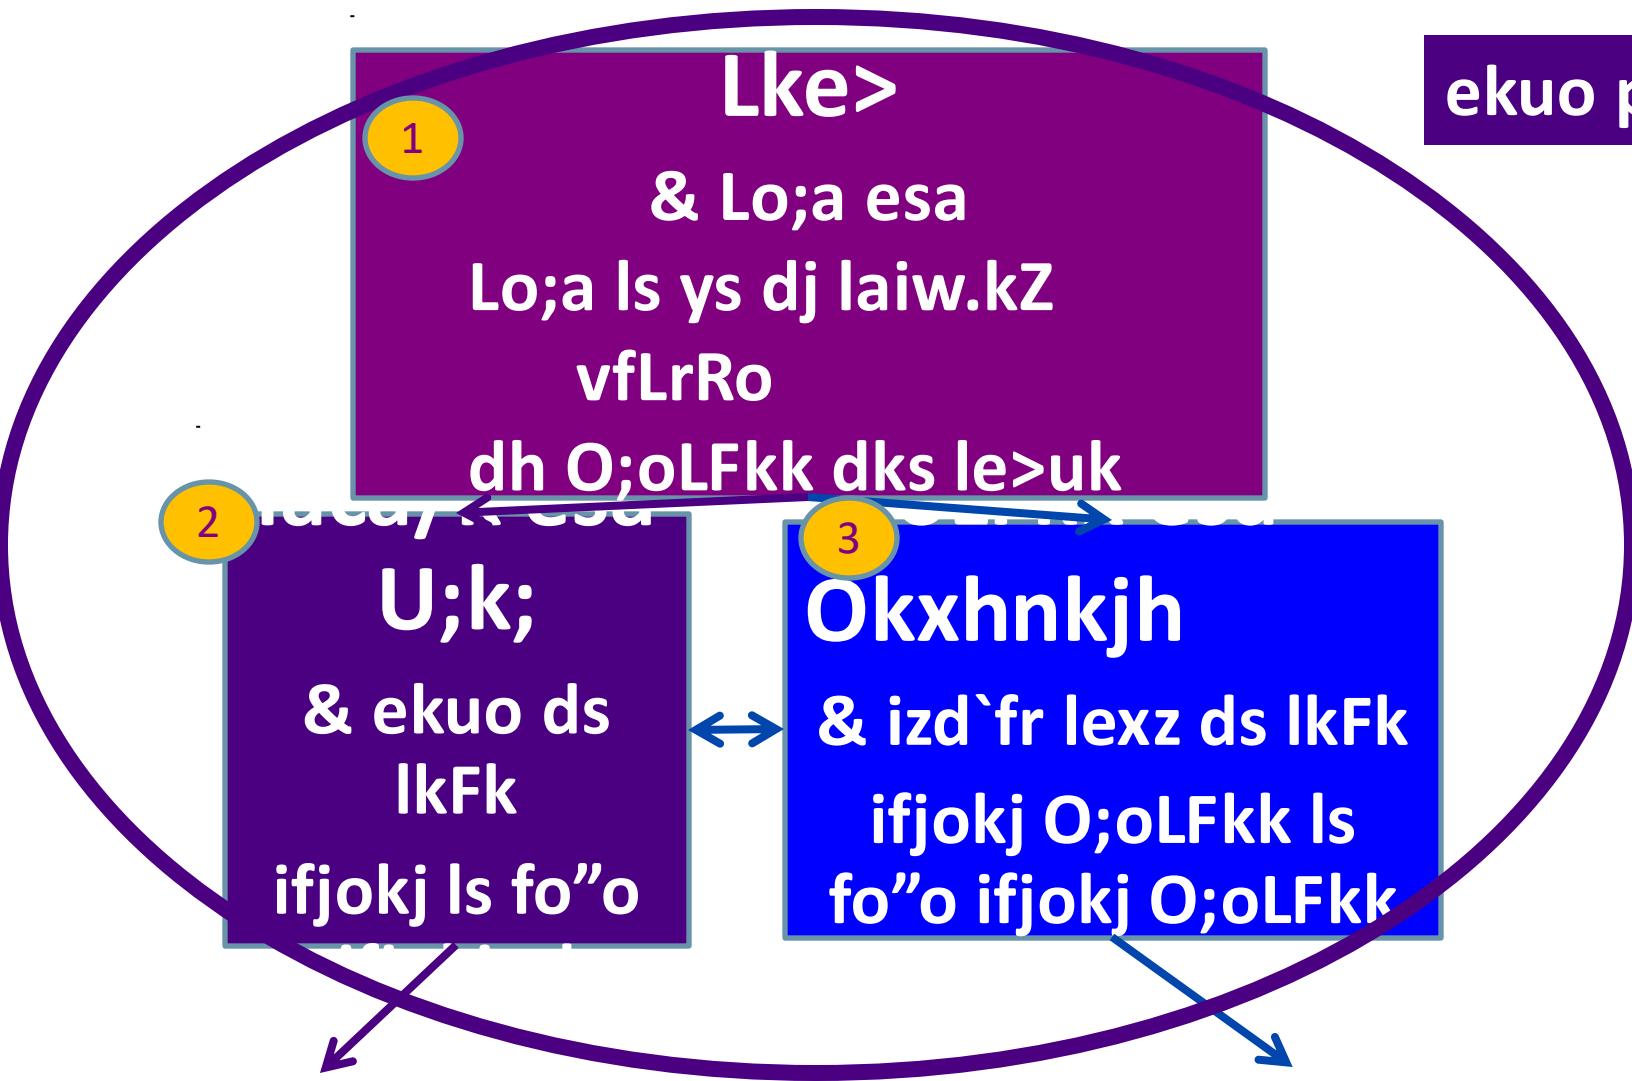 Lke>
ekuo
1
& Lo;a esa
Lo;a ls ys dj laiw.kZ
vfLrRo
dh O;oLFkk dks le>uk
2
3
U;k;
Okxhnkjh
& ekuo ds
lkFk
& izd`fr lexz ds lkFk
ifjokj O;oLFkk ls
ifjokj ls fo”o
fo”o ifjokj O;oLFkk